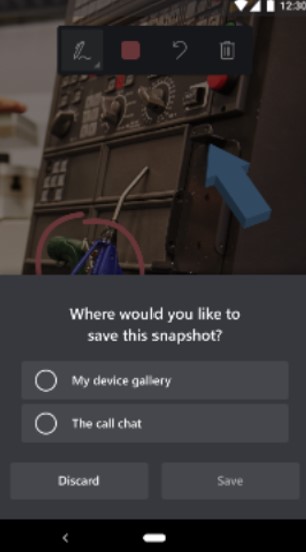 12:30
Where would you like to
save this snapshot?
My device gallery
The call chat
Discard
Save